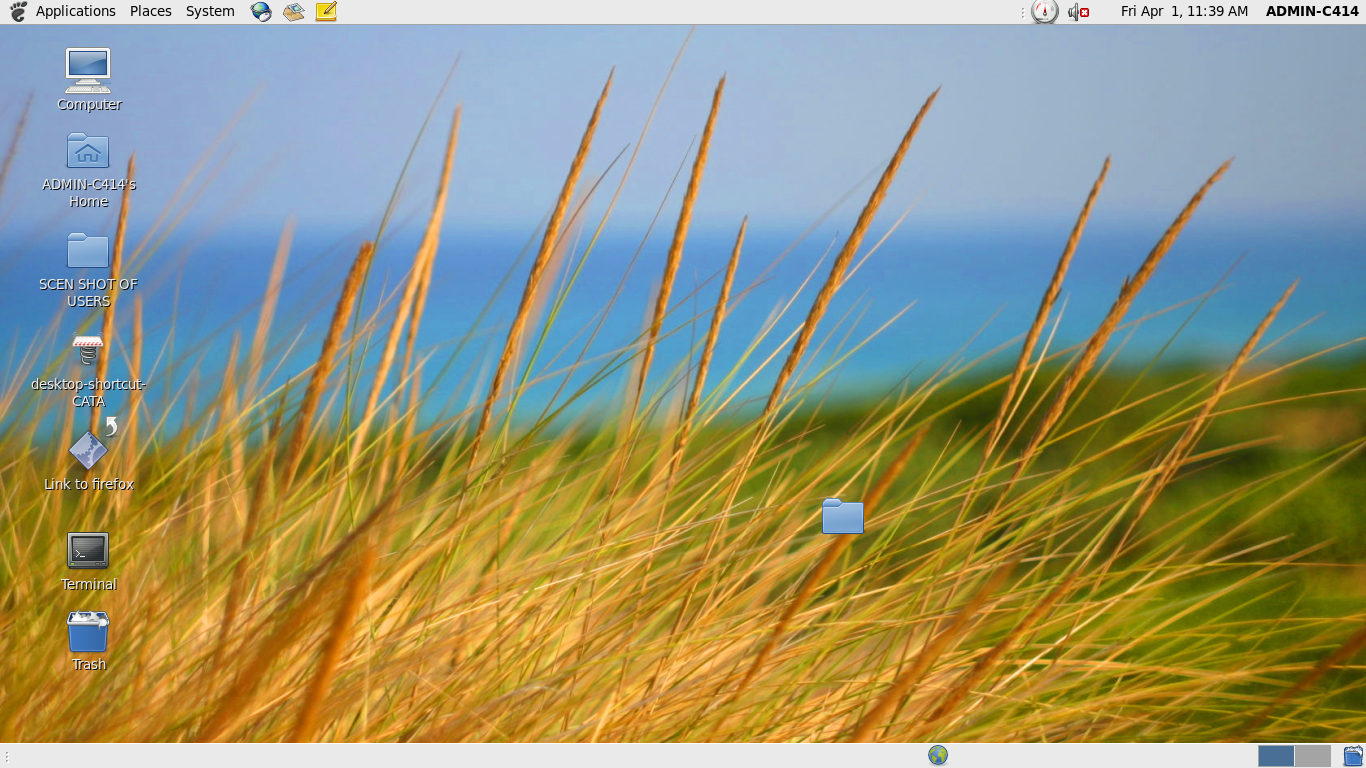 Applications Places System
Fri Apr 1, 11:39 AM ADMIN-C414
Computer
ADMIN-C414's
Home
SCEN SHOT OF
USERS
desktop-shortcut-
CATA
Link to firefox
Terminal
Trash